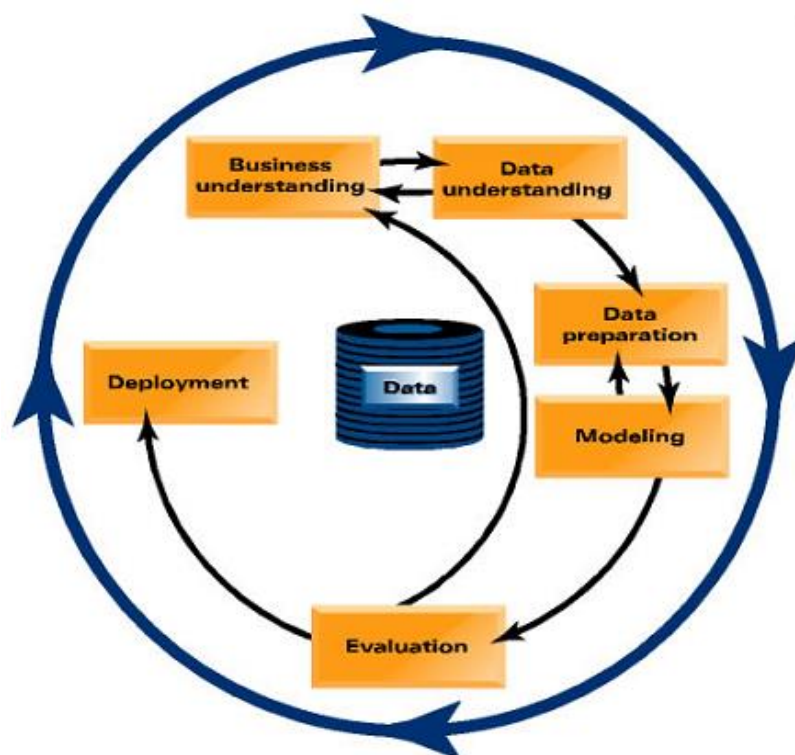 Business
understanding
Data
understanding
Data
preparation
Deployment
Data
Modeling
Evaluation